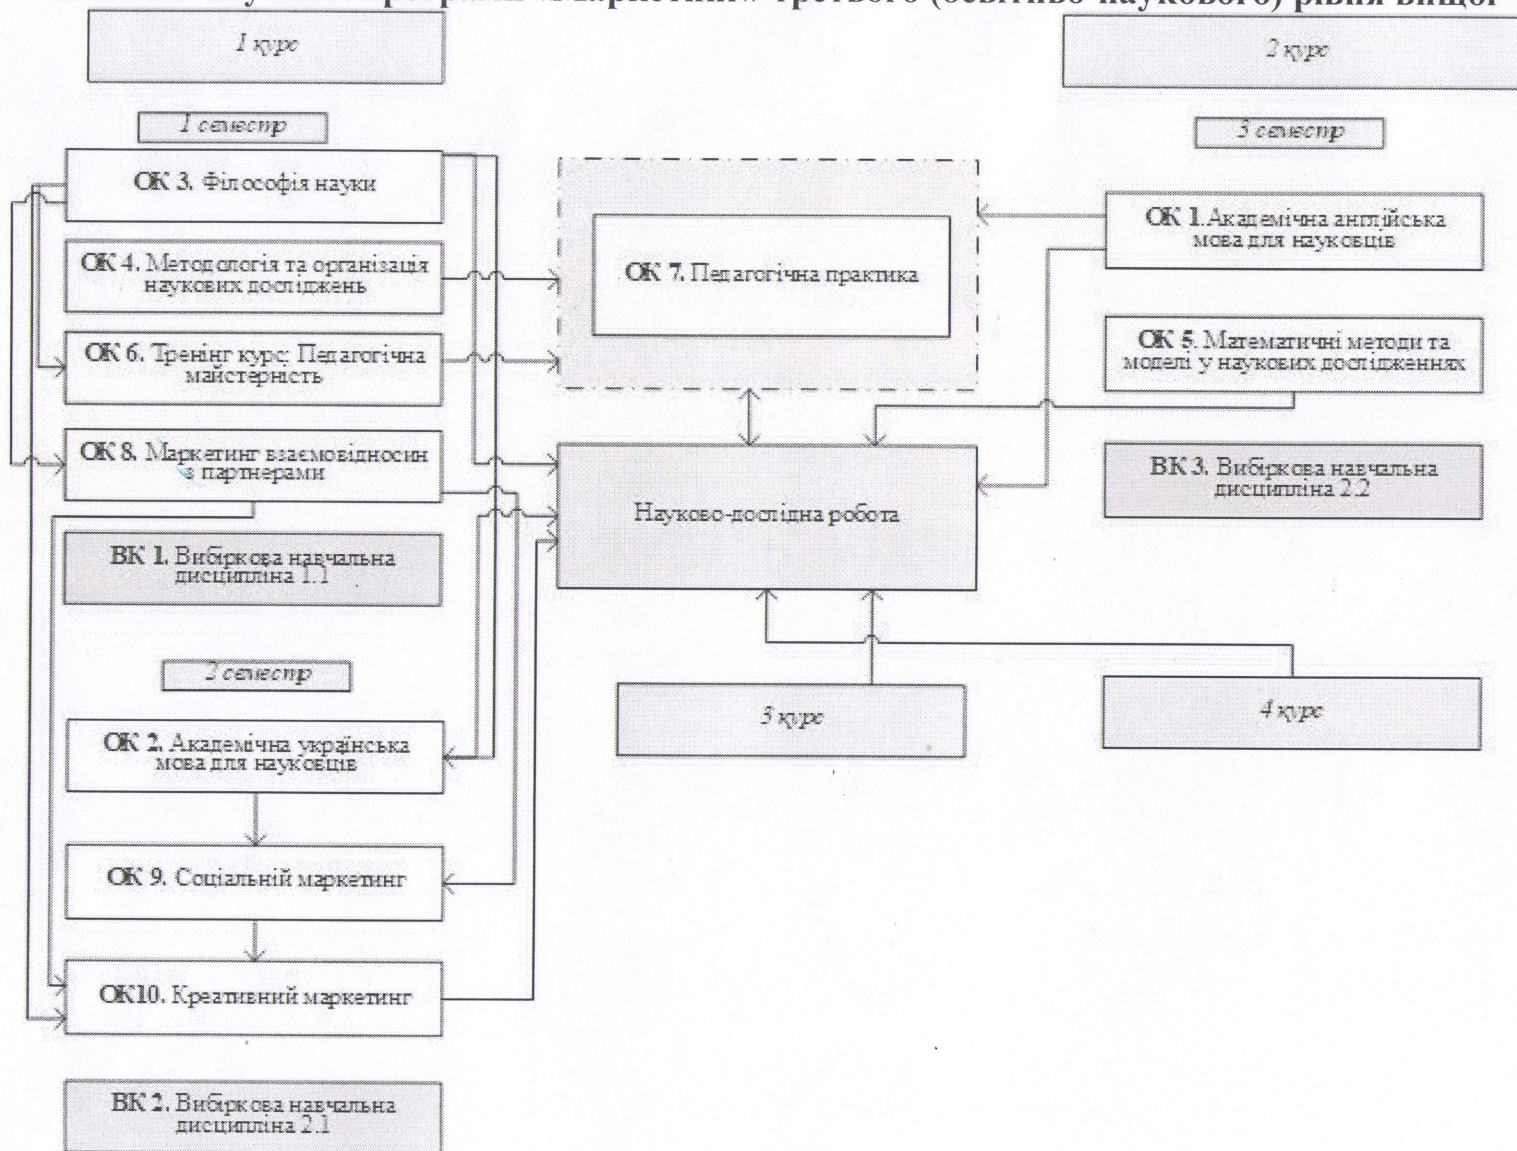 програми «Маркетинг» третього (освітньо-наукового) рівня вищої
1 курс
1 семестр
ОК 3. Філософія науки
ОК 4. Методологія та організація
наукових досліджень
ОК 6. Тренінг курс: Педагогічна
майстерність
ОК 8. Маркетинг взаємовідносин
з партнерами
ВК 1. Вибіркова навчальна
дисципліна 1.1
2 семестр
ОК 2. Академічна українська
мова для науковців
ОК 9. Соціальній маркетинг
ОК10. Креативний маркетинг
ВК 2. Вибіркова навчальна
дисципліна 2.1
ОК 7. Педагогічна практика
Науково-дослідна робота
3 курс
2 курс
3 семестр
ОК 1. Академічна англійська
мова для науковців
ОК 5. Математичні методи та
моделі у наукових дослідженнях
ВК 3. Вибіркова навчальна
дисципліна 2.2
4 курс